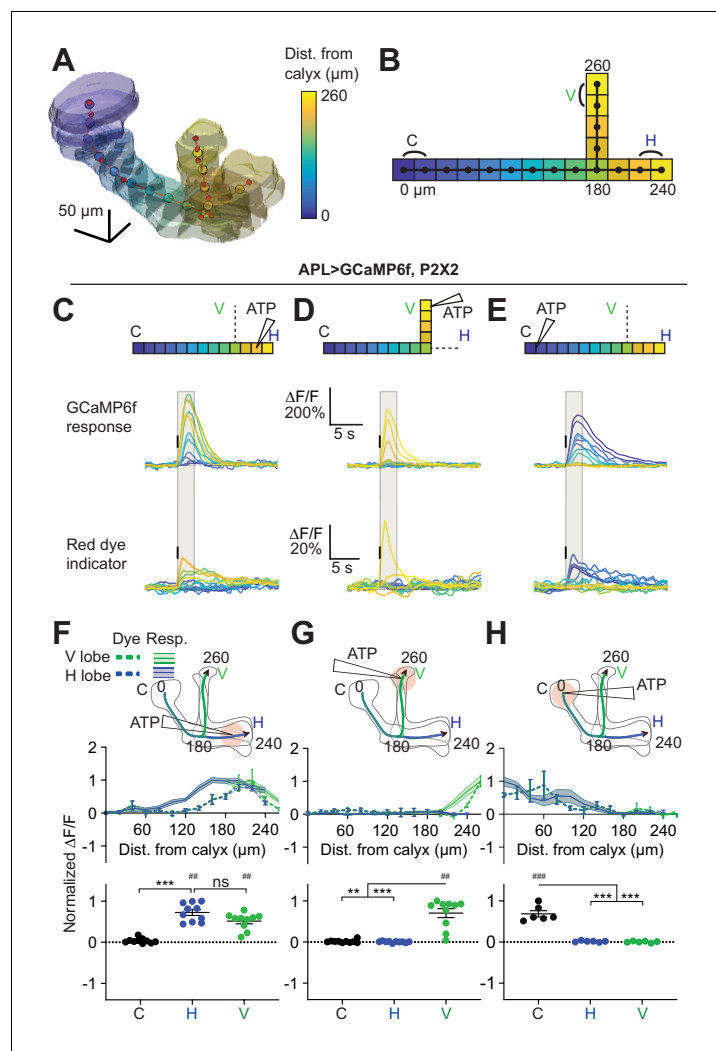 A
Dist. from
calyx (µm)
260
0
50 µm
B
260
V
C
H
0 µm
180
240
APL>GCaMP6f, P2X2
C
V
ATP
C
H
D
V
ATP
C
H
E
V
ATP
C
H
GCaMP6f
response
ΔF/F
200%
5 s
Red dye
indicator
ΔF/F
20%
5 s
F
Dye Resp.
V lobe
H lobe
260
V
C
0
ATP
H
180
240
G
260
V
ATP
C
0
H
180
240
H
260
V
C
0
ATP
H
180
240
Normalized ΔF/F
2
1
0
-1
60
120
180
240
Dist. from calyx (µm)
2
1
0
-1
60
120
180
240
Dist. from calyx (µm)
2
1
0
-1
60
120
180
240
Dist. from calyx (µm)
1
0
-1
***
##
ns
##
C
H
V
1
0
-1
**
***
##
C
H
V
1
0
-1
###
***
***
C
H
V